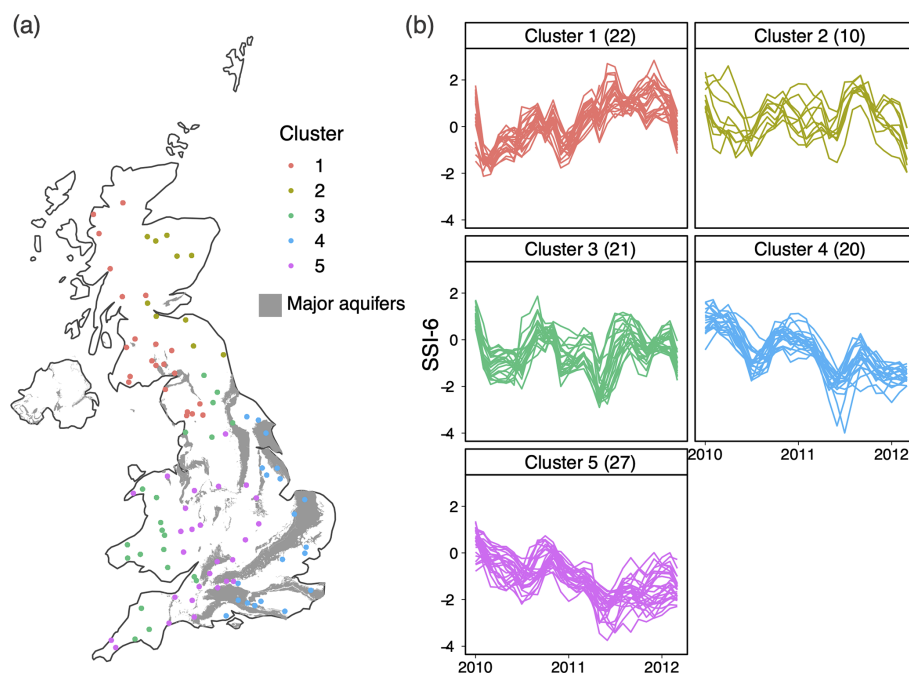 (a)
Cluster
1
2
3
4
5
Major aquifers
(b)
SSI-6
Cluster 1 (22)
Cluster 2 (10)
2
0
-2
-4
Cluster 3 (21)
Cluster 4 (20)
2
0
-2
-4
2010
2011
2012
Cluster 5 (27)
2
0
-2
-4
2010
2011
2012